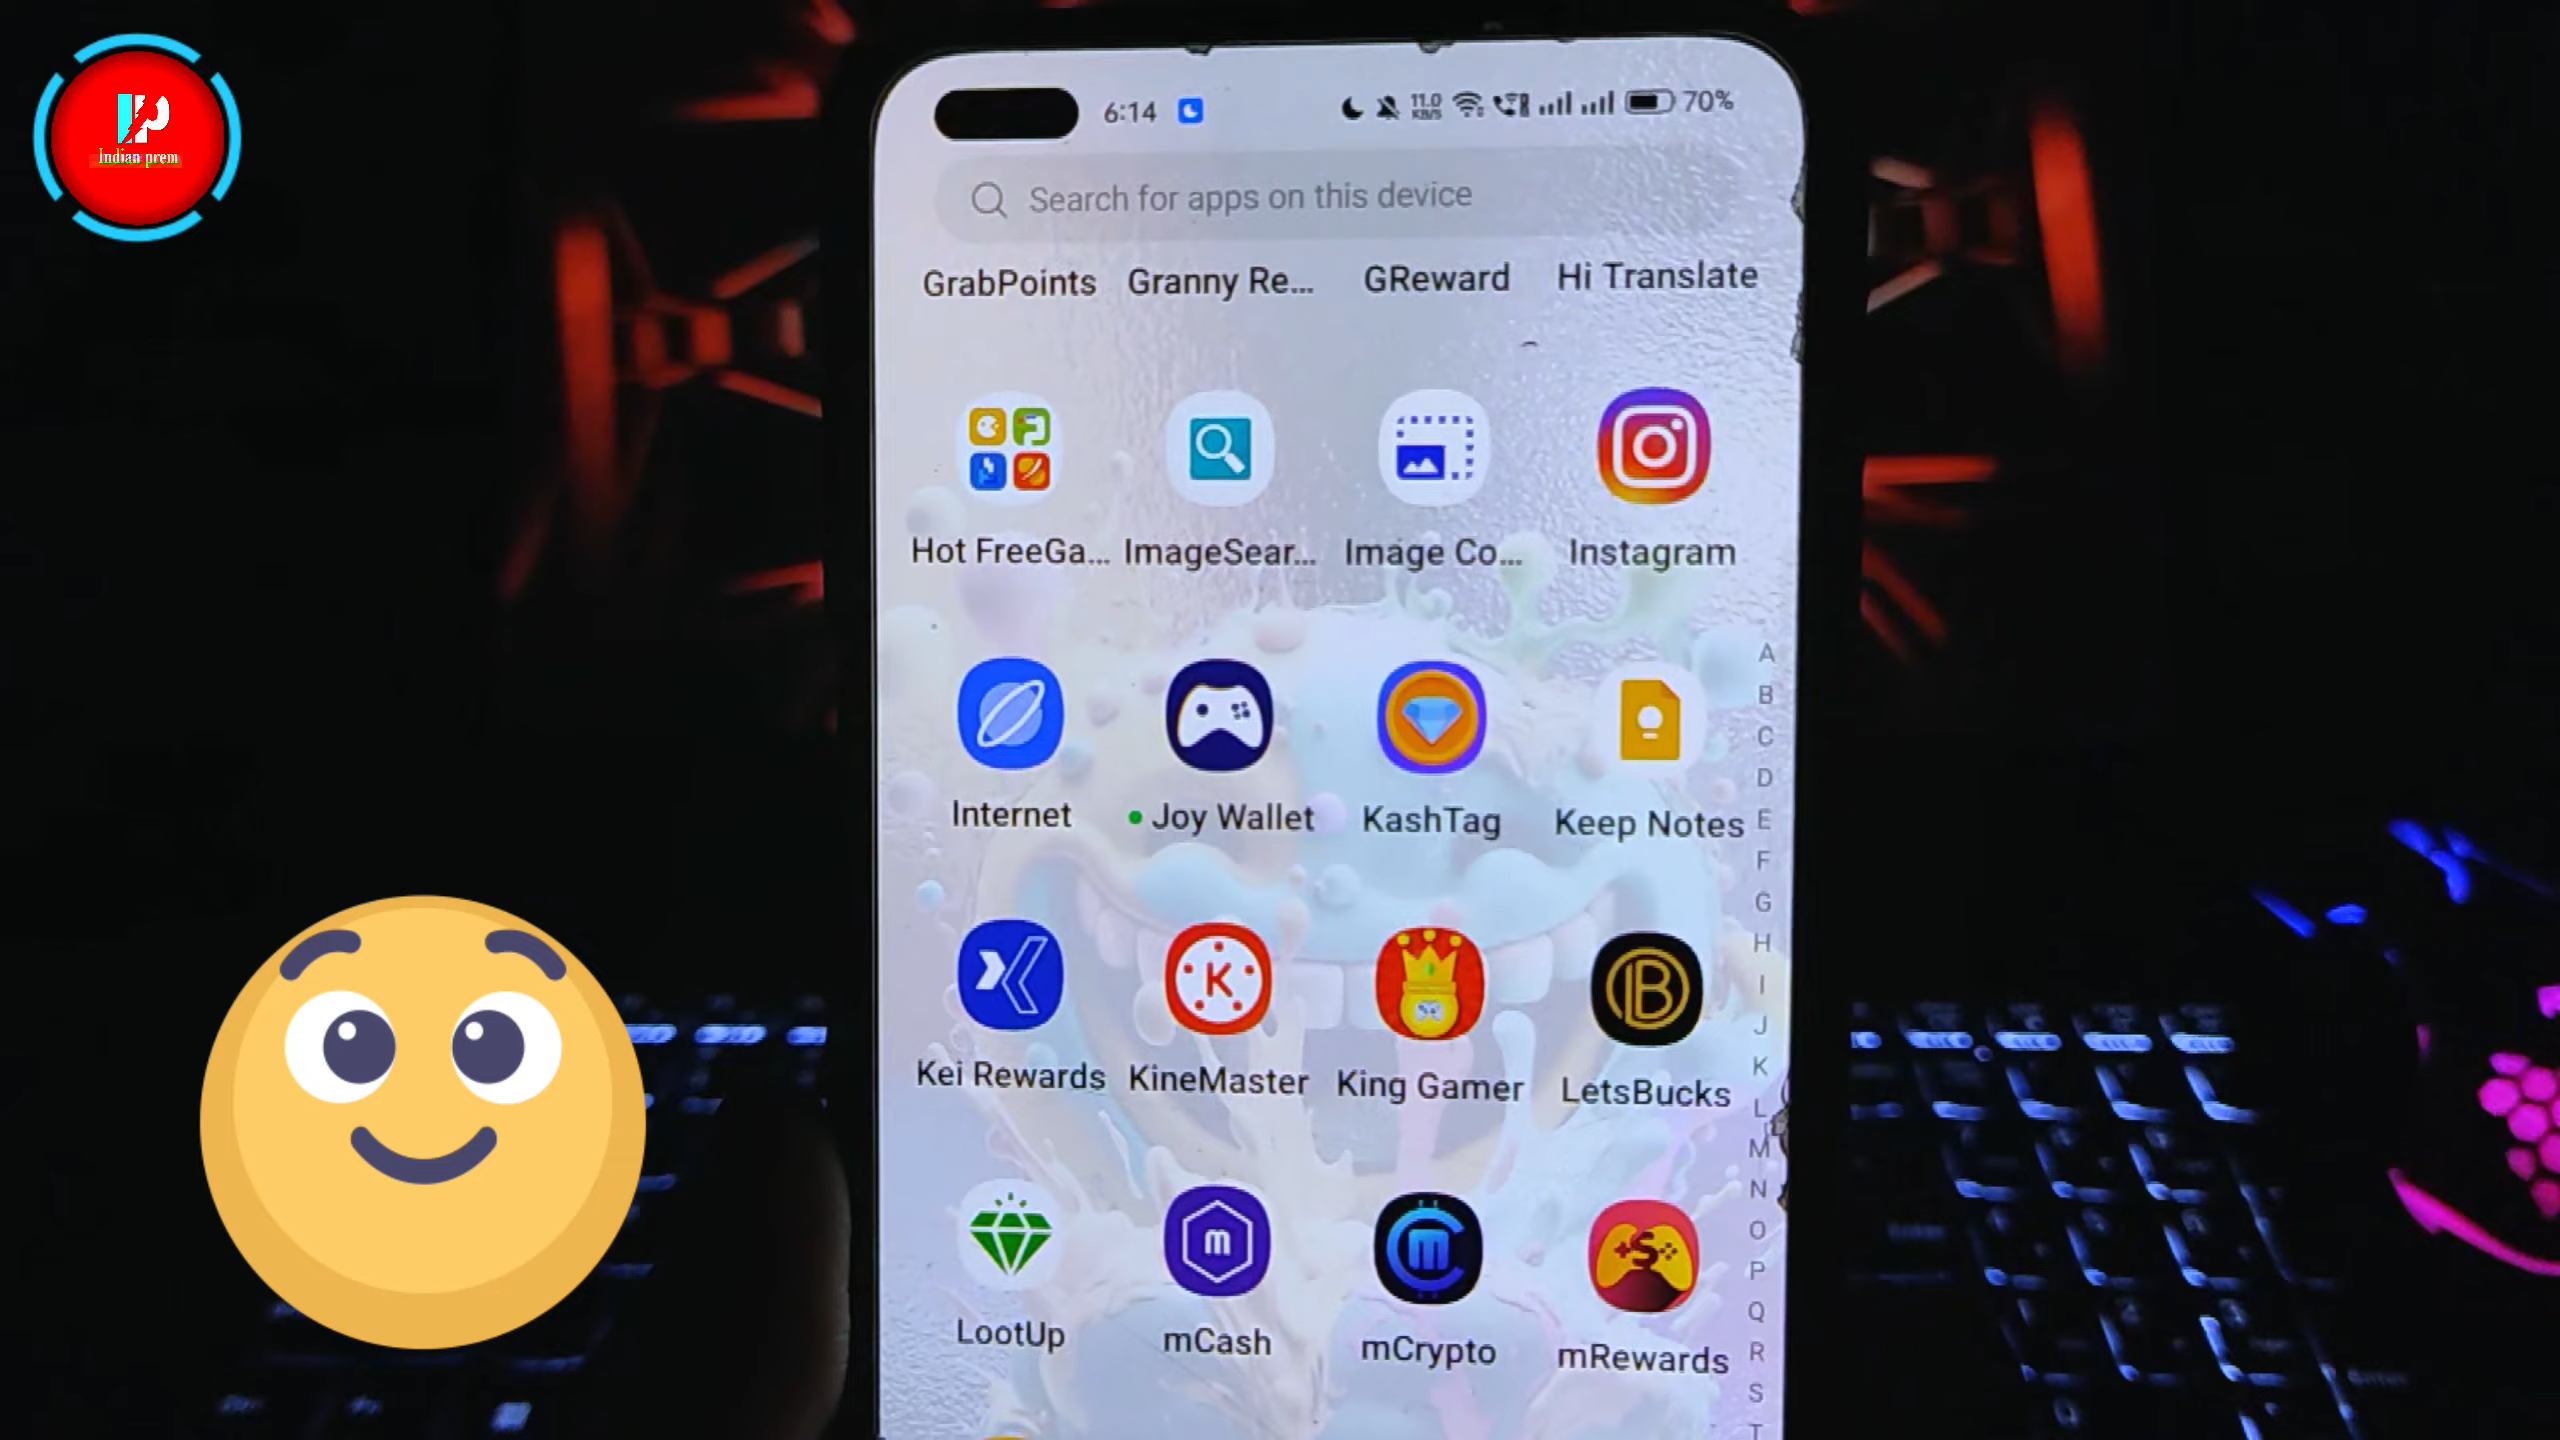 IP
Indian prem
6:14
11.0
KB/S
70%
Search for apps on this device
GrabPoints Granny Re... GReward Hi Translate
Hot FreeGa... ImageSear... Image Co... Instagram
Internet Joy Wallet KashTag Keep Notes
K
B
Kei Rewards KineMaster King Gamer LetsBucks
m
m
S
LootUp mCash mCrypto mRewards
A
B
C
D
E
F
G
H
I
J
K
L
M
N
O
P
Q
R
S
T